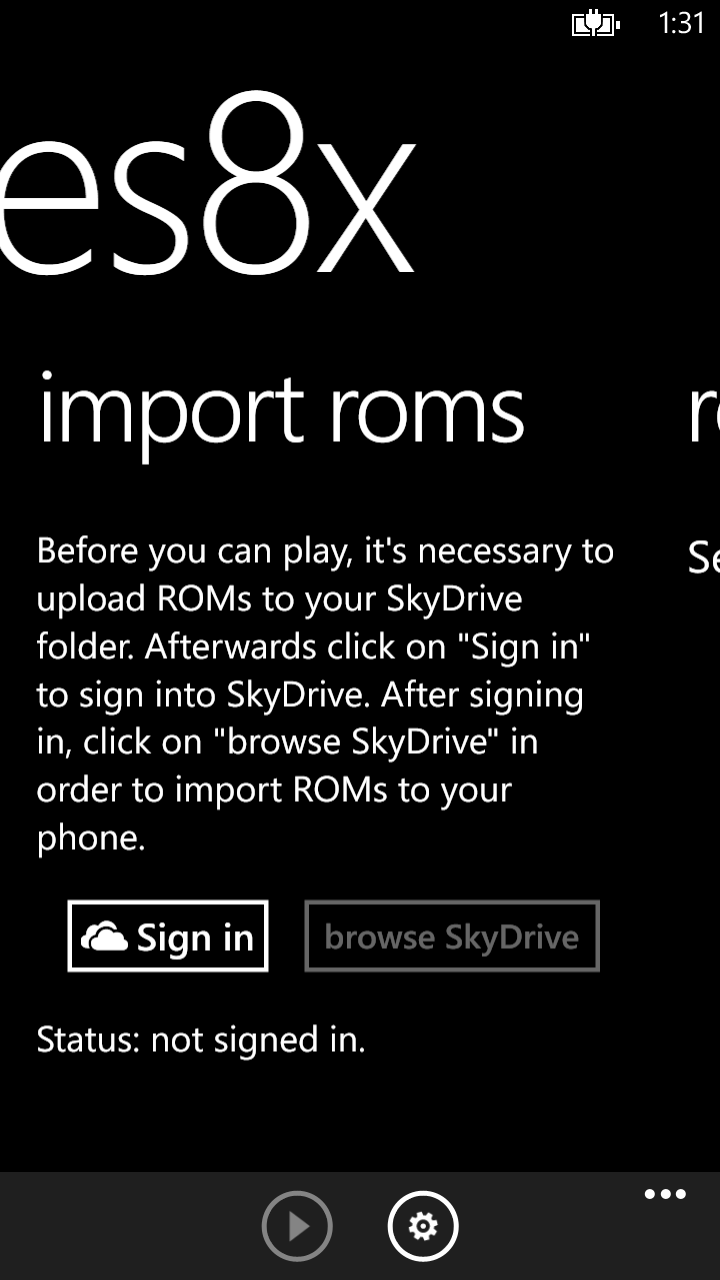 1:31
es8x
import roms
Before you can play, it's necessary to
upload ROMs to your SkyDrive
folder. Afterwards click on "Sign in"
to sign into SkyDrive. After signing
in, click on "browse SkyDrive" in
order to import ROMs to your
phone.
Se
Sign in
browse SkyDrive
Status: not signed in.